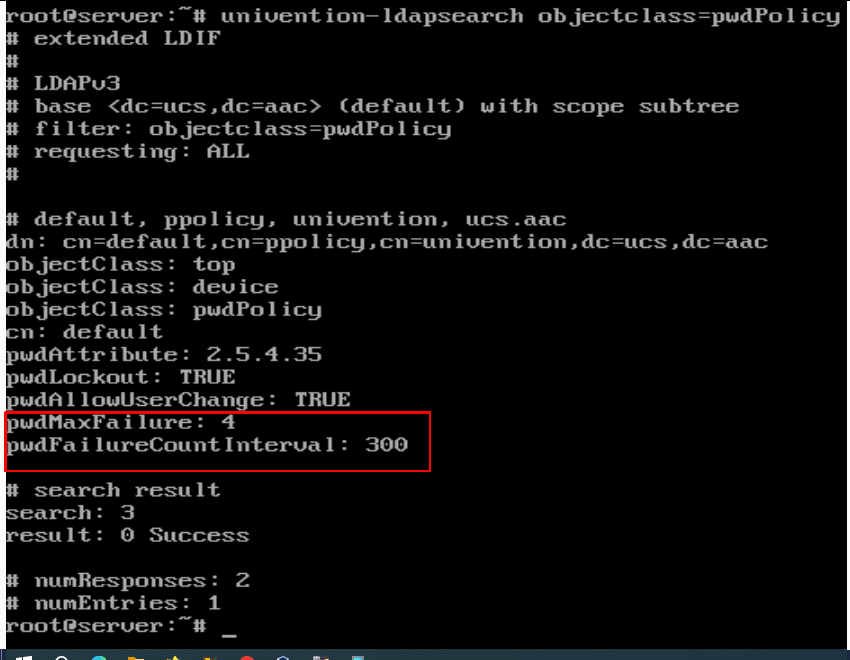 root@server:~# univention-ldapsearch objectclass=pwdPolicy
# extended LDIF
#
# LDAPv3
# base <dc=ucs,dc=aac> (default) with scope subtree
# filter: objectclass=pwdPolicy
# requesting: ALL
#
# default, ppolicy, univention, ucs.aac
dn: cn=default,cn=ppolicy,cn=univention,dc=ucs,dc=aac
objectClass: top
objectClass: device
objectClass: pwdPolicy
cn: default
pwdAttribute: 2.5.4.35
pwdLockout: TRUE
pwdAllowUserChange: TRUE
pwdMaxFailure: 4
pwdFailureCountInterval: 300
# search result
search: 3
result: 0 Success
# numResponses: 2
# numEntries: 1
root@server:~# _